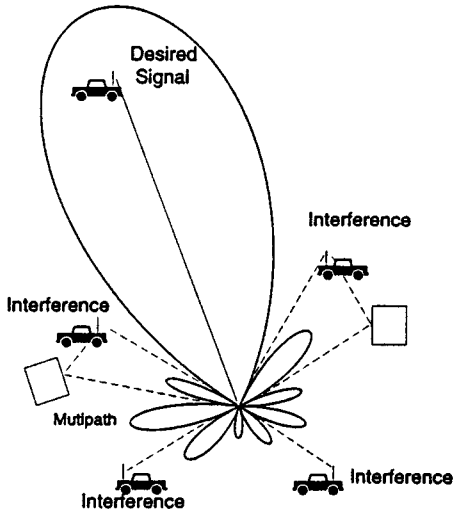 Desired
Signal
Interference
Interference
Mutipath
Interference
Interference